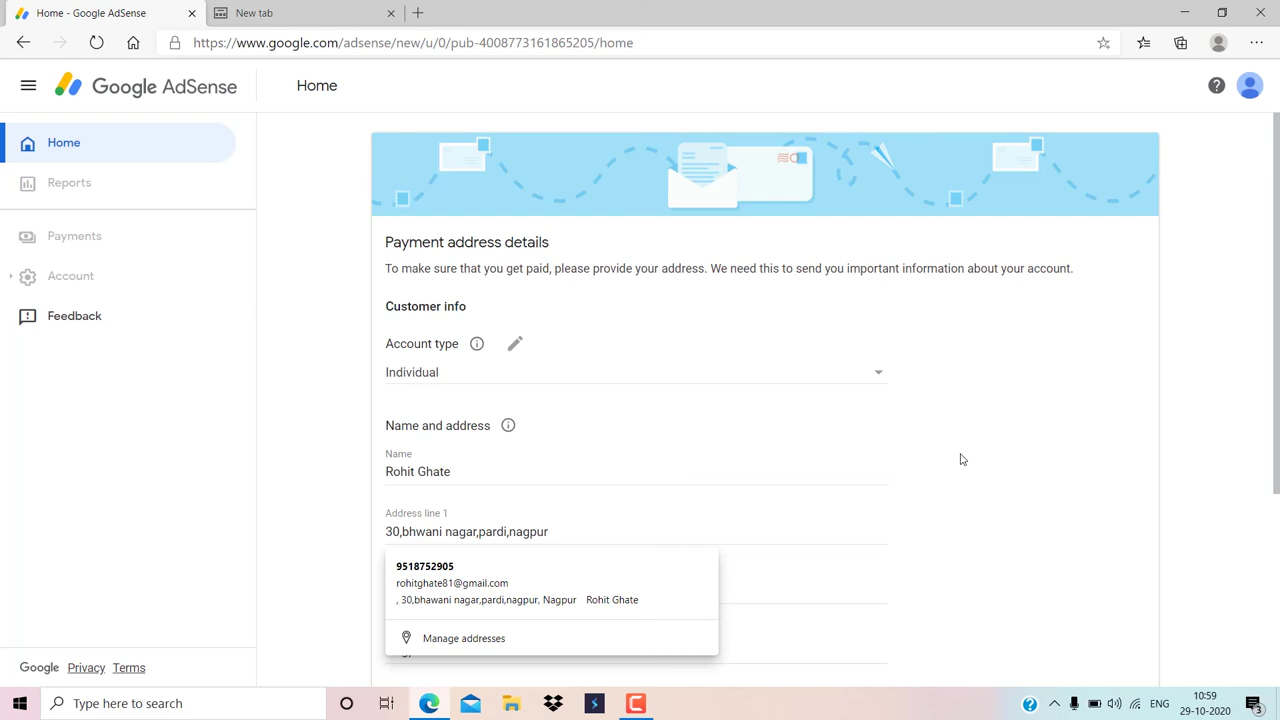 Home - Google AdSense
New tab
https://www.google.com/adsense/new/u/0/pub-4008773161865205/home
Google AdSense
Home
Home
Reports
Payments
Account
Feedback
Payment address details
To make sure that you get paid, please provide your address. We need this to send you important information about your account.
Customer info
Account type
Individual
Name and address
Name
Rohit Ghate
Address line 1
30,bhwani nagar,pardi,nagpur
9518752905
rohitghate81@gmail.com
, 30,bhawani nagar,pardi,nagpur, Nagpur Rohit Ghate
Manage addresses
Google Privacy Terms
Type here to search
ENG
10:59
29-10-2020
3